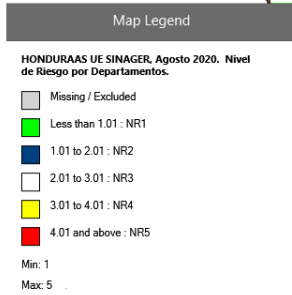 Map Legend
HONDURAAS UE SINAGER, Agosto 2020. Nivel
de Riesgo por Departamentos.
Missing / Excluded
Less than 1.01 : NR1
1.01 to 2.01 : NR2
2.01 to 3.01 : NR3
3.01 to 4.01 : NR4
4.01 and above : NR5
Min: 1
Max: 5